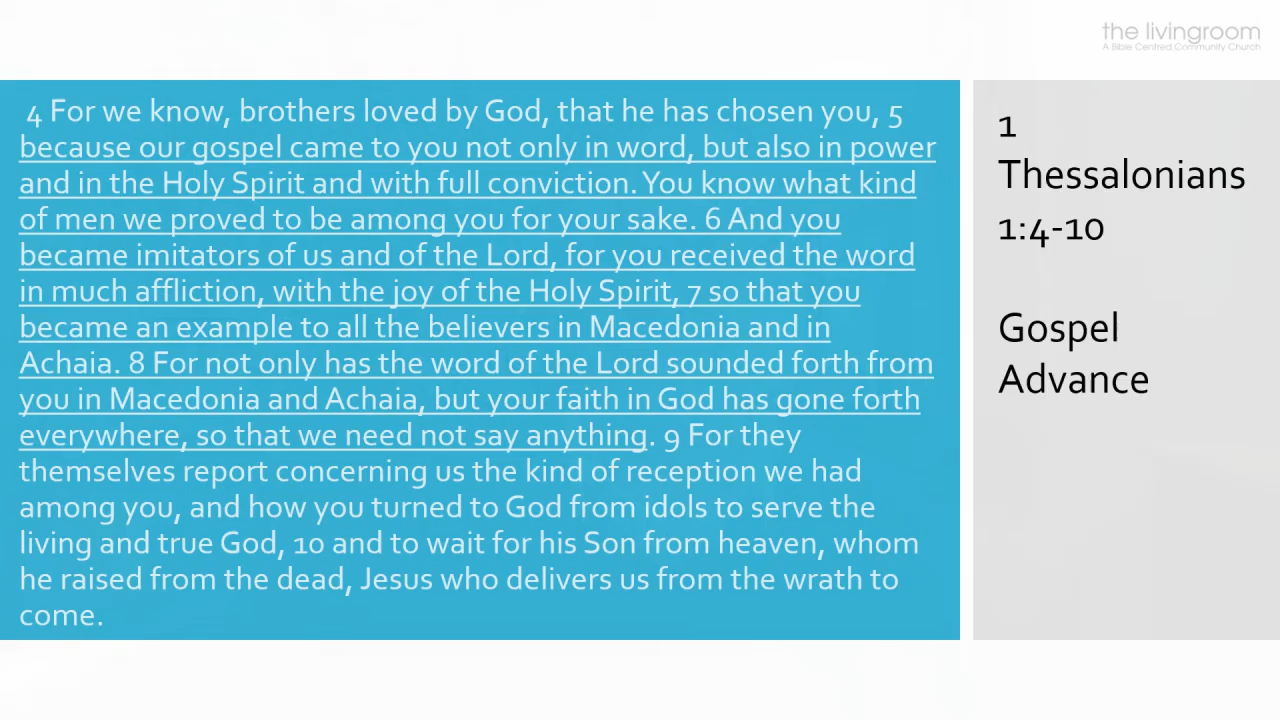 the livingroom
A Bible Centred Community Church
4 For we know, brothers loved by God, that he has chosen you, 5
because our gospel came to you not only in word, but also in power
and in the Holy Spirit and with full conviction. You know what kind
of men we proved to be among you for your sake. 6 And you
became imitators of us and of the Lord, for you received the word
in much affliction, with the joy of the Holy Spirit, 7 so that you
became an example to all the believers in Macedonia and in
Achaia. 8 For not only has the word of the Lord sounded forth from
you in Macedonia and Achaia, but your faith in God has gone forth
everywhere, so that we need not say anything. 9 For they
themselves report concerning us the kind of reception we had
among you, and how you turned to God from idols to serve the
living and true God, 10 and to wait for his Son from heaven, whom
he raised from the dead, Jesus who delivers us from the wrath to
come.
1
Thessalonians
1:4-10
Gospel
Advance